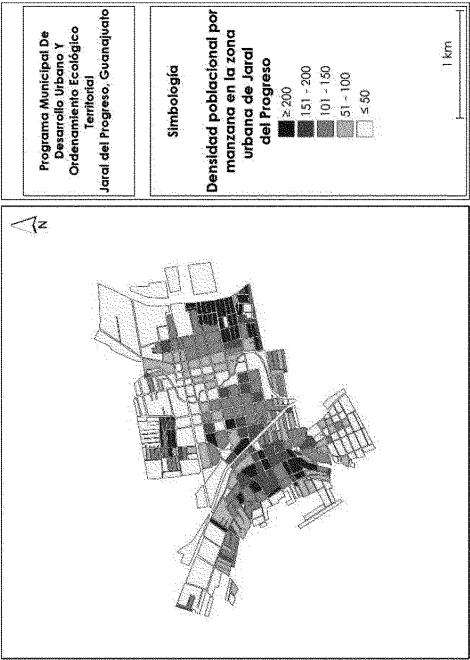 Programa Municipal De
Desarrollo Urbano Y
Ordenamiento Ecológico
Territorial
Jaral del Progreso, Guanajuato
Simbología
Densidad poblacional por
manzana en la zona
urbana de Jaral
del Progreso
≥ 200
151 - 200
101 - 150
51 - 100
≤ 50
1 km
N